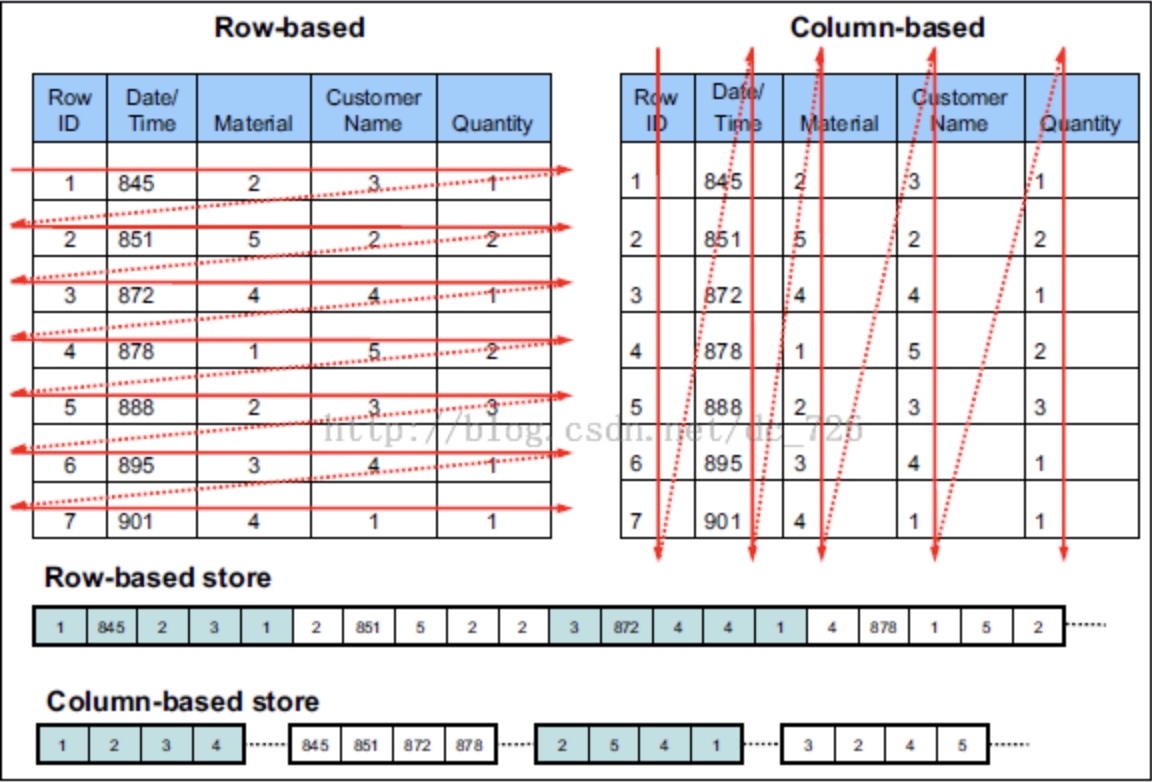 Row-based
Column-based
Row ID Date/ Time Material Customer Name Quantity
1 845 2 3 1
2 851 5 2 2
3 872 4 4 1
4 878 1 5 2
5 888 2 3 3
6 895 3 4 1
7 901 4 1 1
Row ID Date/ Time Material Customer Name Quantity
1 845 2 3 1
2 851 5 2 2
3 872 4 4 1
4 878 1 5 2
5 888 2 3 3
6 895 3 4 1
7 901 4 1 1
http://blog.csdn.net/dc_726
Row-based store
1 845 2 3 1 2 851 5 2 2 3 872 4 4 1 4 878 1 5 2
Column-based store
1 2 3 4 845 851 872 878 2 5 4 1 3 2 4 5